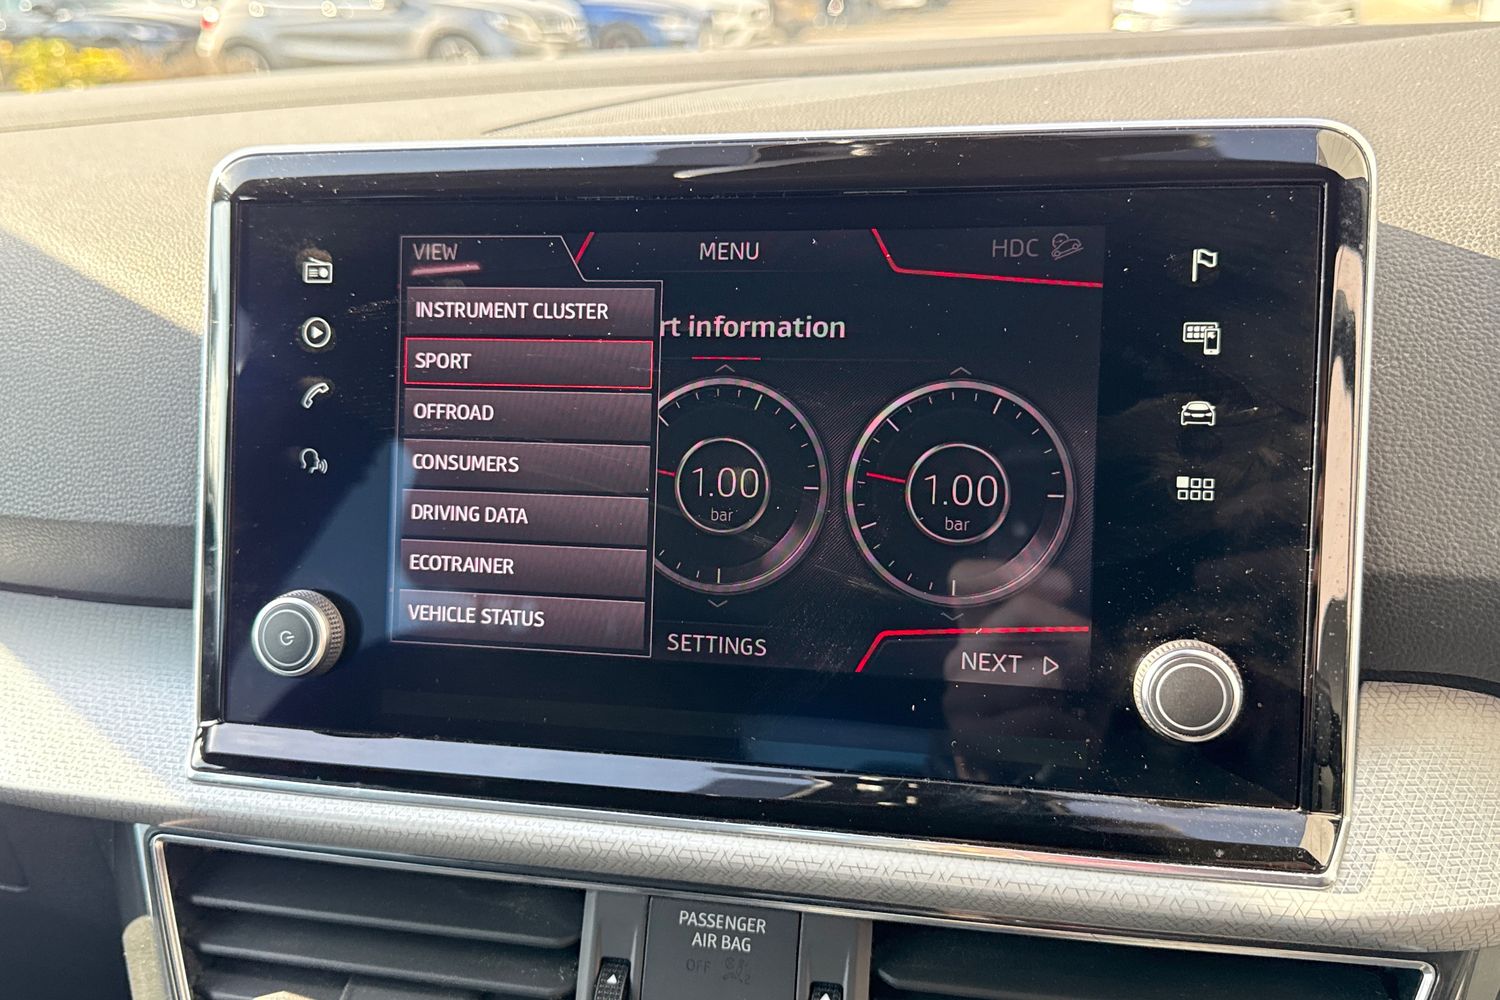 VIEW
MENU
HDC
INSTRUMENT CLUSTER
SPORT
OFFROAD
CONSUMERS
DRIVING DATA
ECOTRAINER
VEHICLE STATUS
rt information
1.00
bar
1.00
bar
SETTINGS
NEXT
PASSENGER
AIR BAG
OFF